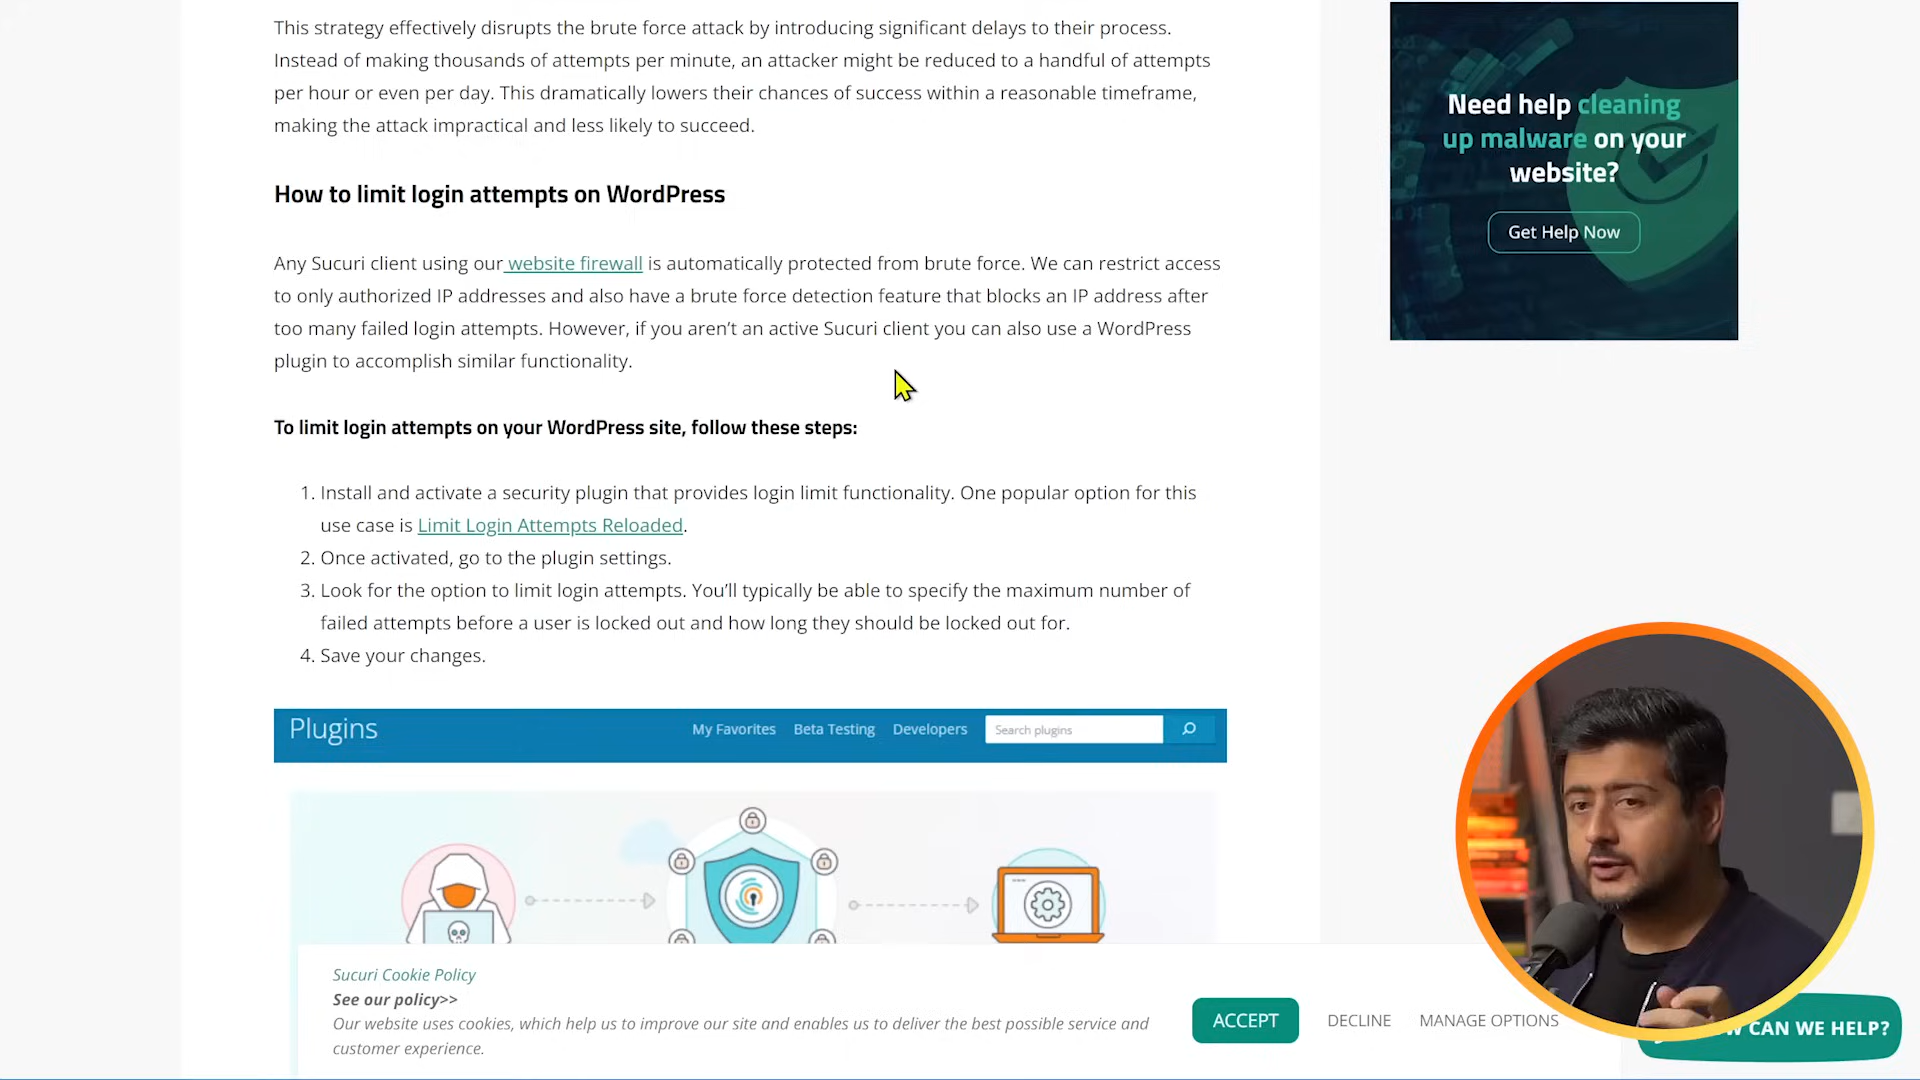 This strategy effectively disrupts the brute force attack by introducing significant delays to their process.
Instead of making thousands of attempts per minute, an attacker might be reduced to a handful of attempts
per hour or even per day. This dramatically lowers their chances of success within a reasonable timeframe,
making the attack impractical and less likely to succeed.
Need help cleaning
up malware on your
website?
Get Help Now
How to limit login attempts on WordPress
Any Sucuri client using our website firewall is automatically protected from brute force. We can restrict access
to only authorized IP addresses and also have a brute force detection feature that blocks an IP address after
too many failed login attempts. However, if you aren’t an active Sucuri client you can also use a WordPress
plugin to accomplish similar functionality.
To limit login attempts on your WordPress site, follow these steps:
1. Install and activate a security plugin that provides login limit functionality. One popular option for this
use case is Limit Login Attempts Reloaded.
2. Once activated, go to the plugin settings.
3. Look for the option to limit login attempts. You’ll typically be able to specify the maximum number of
failed attempts before a user is locked out and how long they should be locked out for.
4. Save your changes.
Plugins
My Favorites Beta Testing Developers Search plugins
Sucuri Cookie Policy
See our policy>>
Our website uses cookies, which help us to improve our site and enables us to deliver the best possible service and
customer experience.
ACCEPT DECLINE MANAGE OPTIONS
CAN WE HELP?